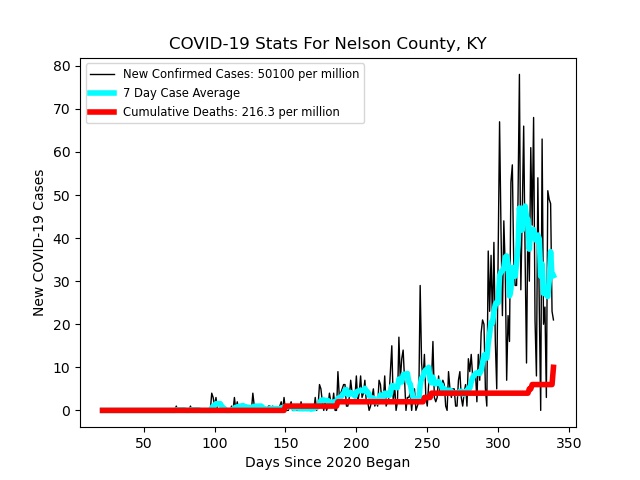 COVID-19 Stats For Nelson County, KY
New Confirmed Cases: 50100 per million
7 Day Case Average
Cumulative Deaths: 216.3 per million
New COVID-19 Cases
80
70
60
50
40
30
20
10
0
50 100 150 200 250 300 350
Days Since 2020 Began